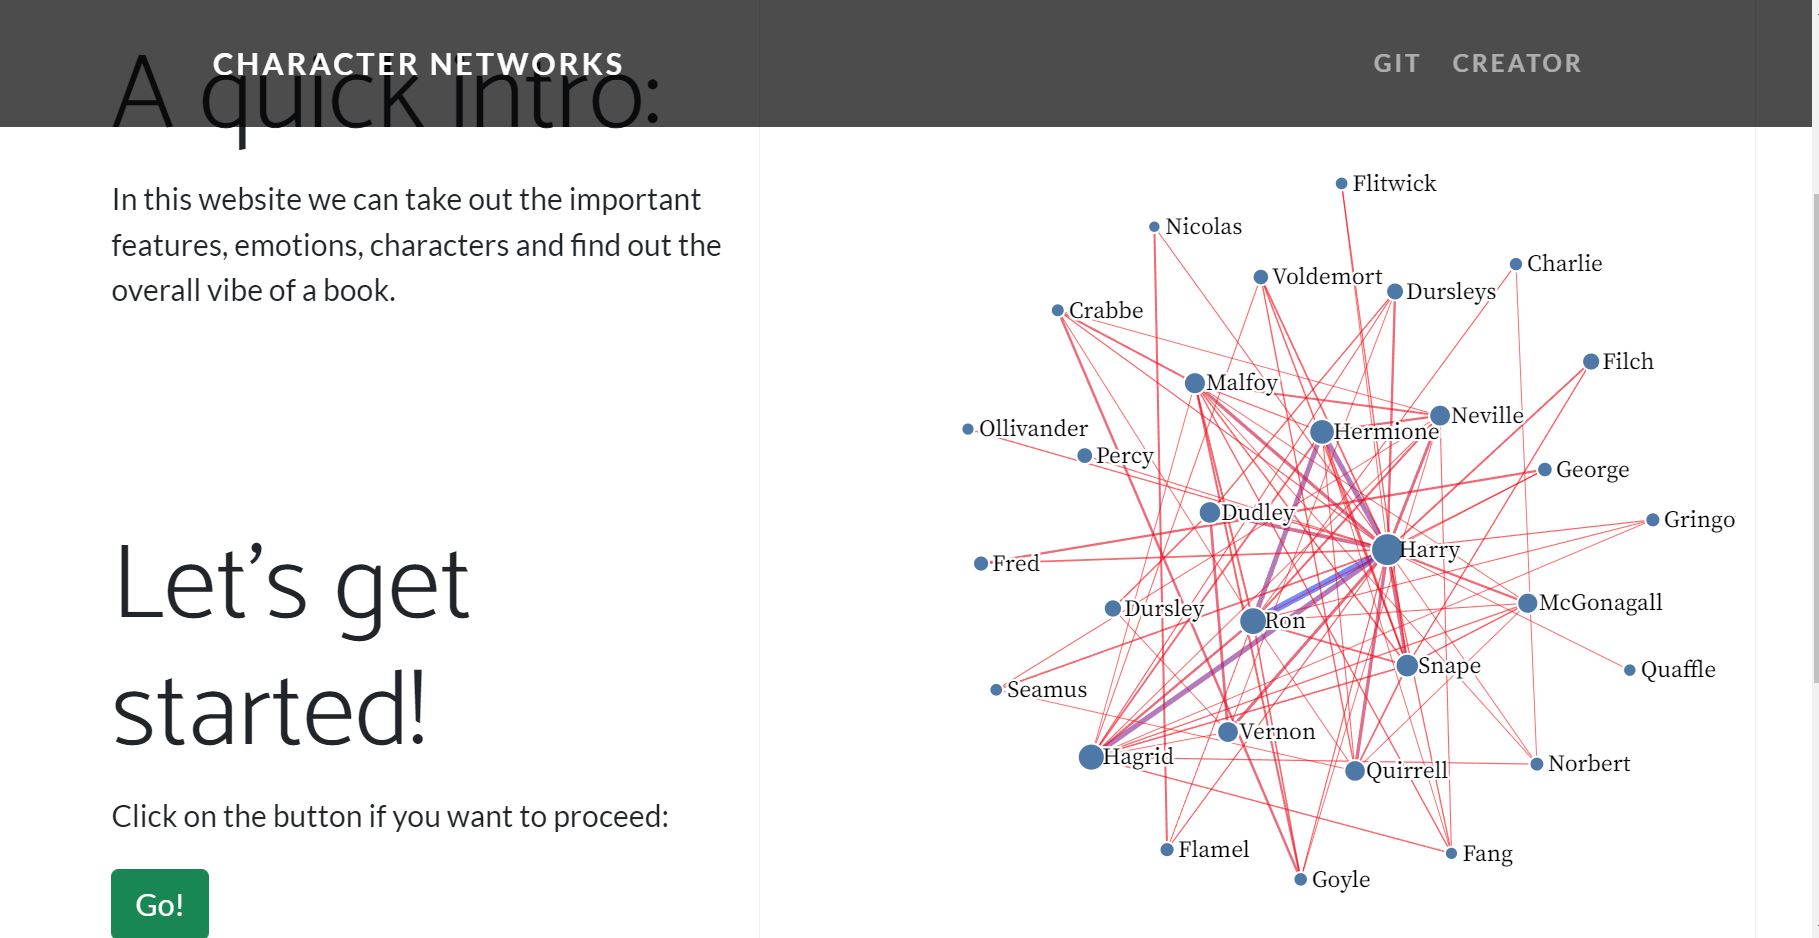 CHARACTER NETWORKS
GIT CREATOR
A quick intro:
In this website we can take out the important
features, emotions, characters and find out the
overall vibe of a book.
Let's get
started!
Click on the button if you want to proceed:
Go!
Flitwick
Nicolas
Charlie
Voldemort
Dursleys
Crabbe
Filch
Malfoy
Neville
Ollivander
Hermione
Percy
George
Dudley
Gringo
Harry
Fred
McGonagall
Dursley
Ron
Snape
Quaffle
Seamus
Vernon
Hagrid
Norbert
Quirrell
Flamel
Fang
Goyle